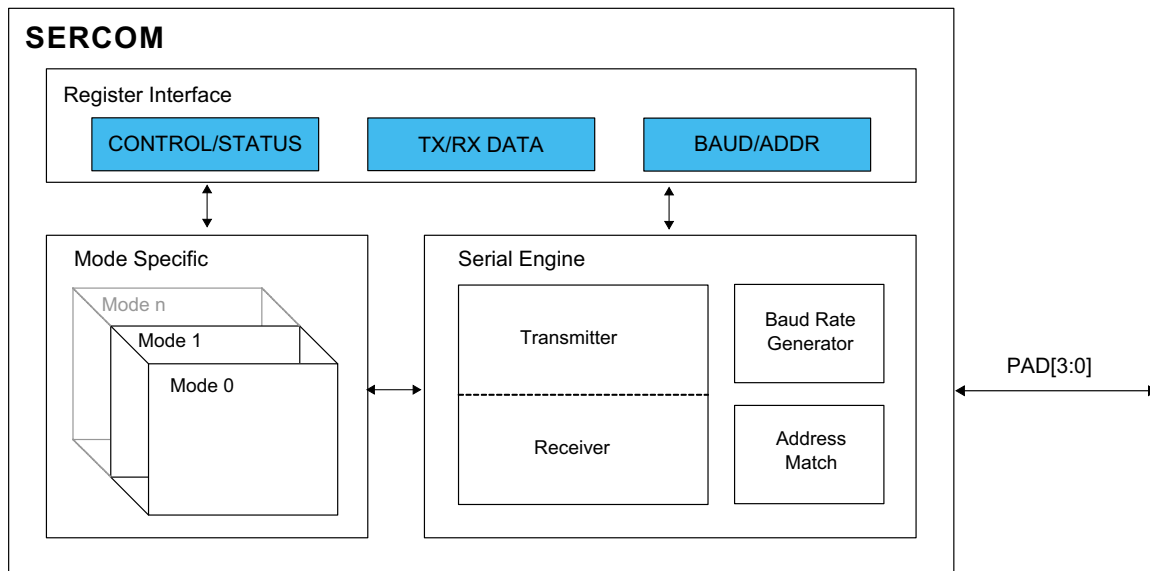 SERCOM
Register Interface
CONTROL/STATUS
TX/RX DATA
BAUD/ADDR
Mode Specific
Mode n
Mode 1
Mode 0
Serial Engine
Transmitter
Receiver
Baud Rate
Generator
Address
Match
PAD[3:0]